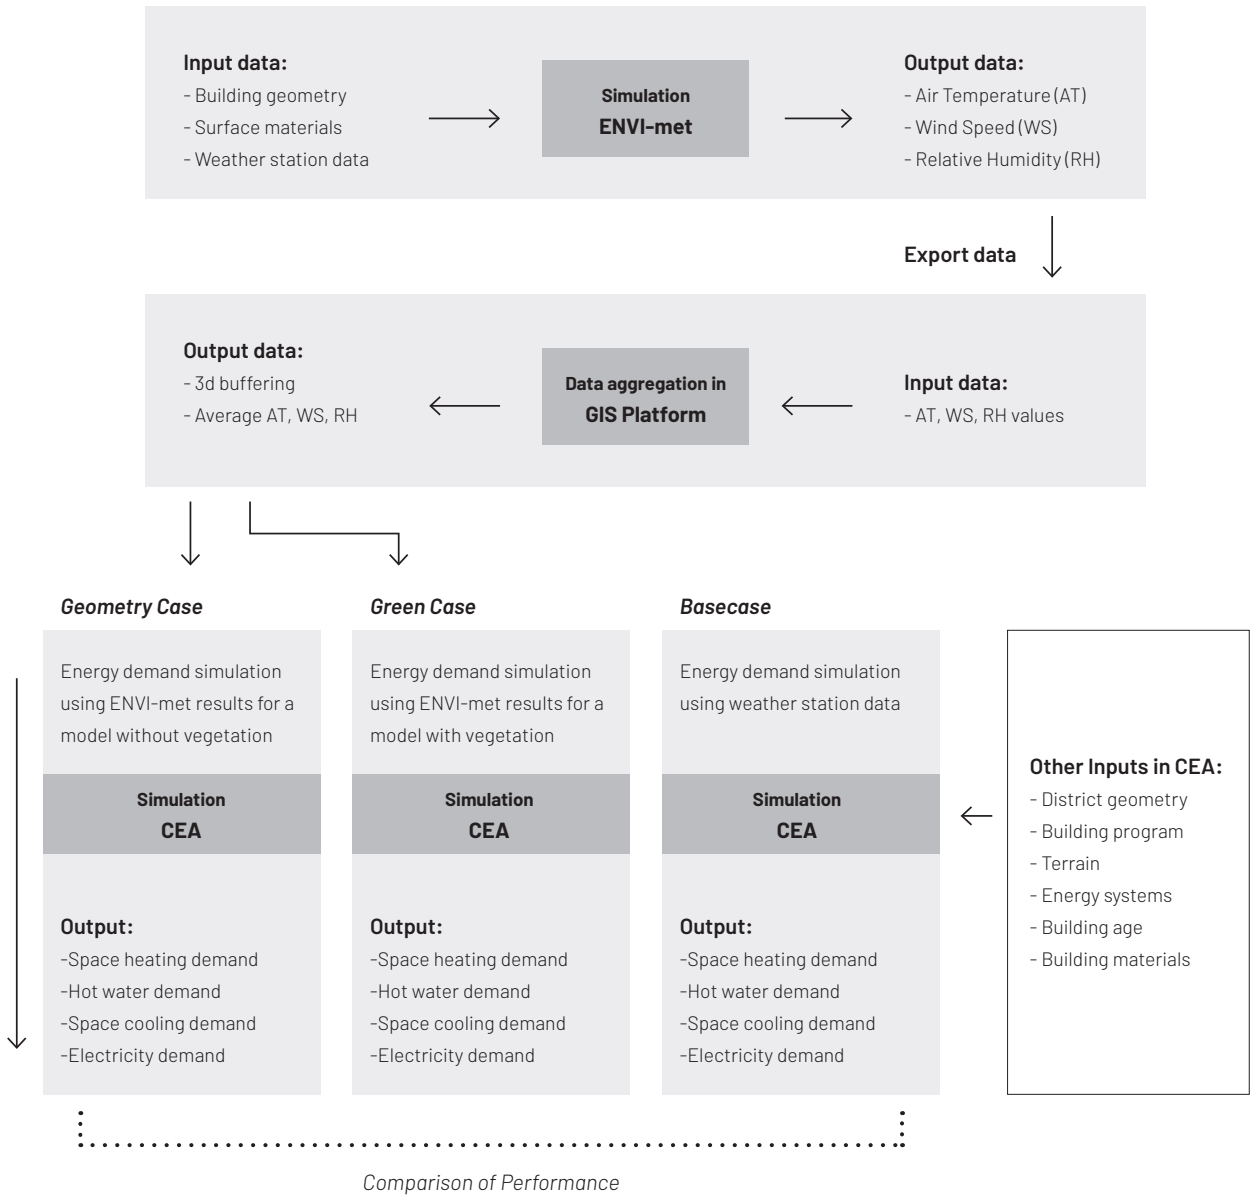 Input data:
- Building geometry
- Surface materials
- Weather station data
Simulation
ENVI-met
Output data:
- Air Temperature (AT)
- Wind Speed (WS)
- Relative Humidity (RH)
Export data
Output data:
- 3d buffering
- Average AT, WS, RH
Data aggregation in
GIS Platform
Input data:
- AT, WS, RH values
Geometry Case
Energy demand simulation
using ENVI-met results for a
model without vegetation
Simulation
CEA
Output:
-Space heating demand
-Hot water demand
-Space cooling demand
-Electricity demand
Green Case
Energy demand simulation
using ENVI-met results for a
model with vegetation
Simulation
CEA
Output:
-Space heating demand
-Hot water demand
-Space cooling demand
-Electricity demand
Basecase
Energy demand simulation
using weather station data
Simulation
CEA
Output:
-Space heating demand
-Hot water demand
-Space cooling demand
-Electricity demand
Other Inputs in CEA:
- District geometry
- Building program
- Terrain
- Energy systems
- Building age
- Building materials
Comparison of Performance